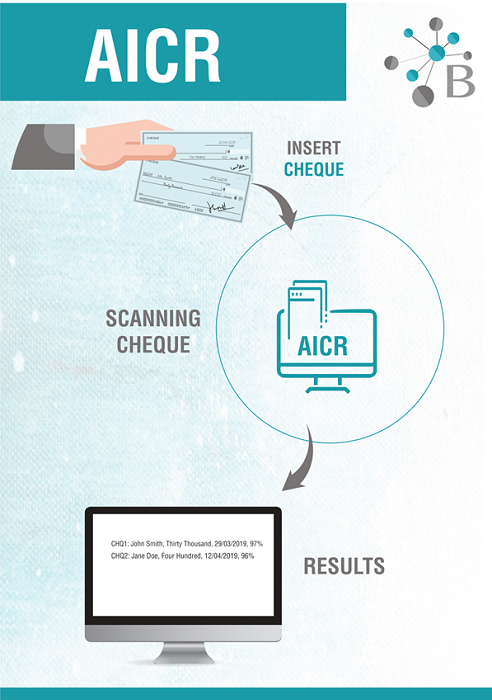 AICR
B
INSERT
CHEQUE
SCANNING
CHEQUE
AICR
CHQ1: John Smith, Thirty Thousand, 29/03/2019, 97%
CHQ2: Jane Doe, Four Hundred, 12/04/2019, 96%
RESULTS